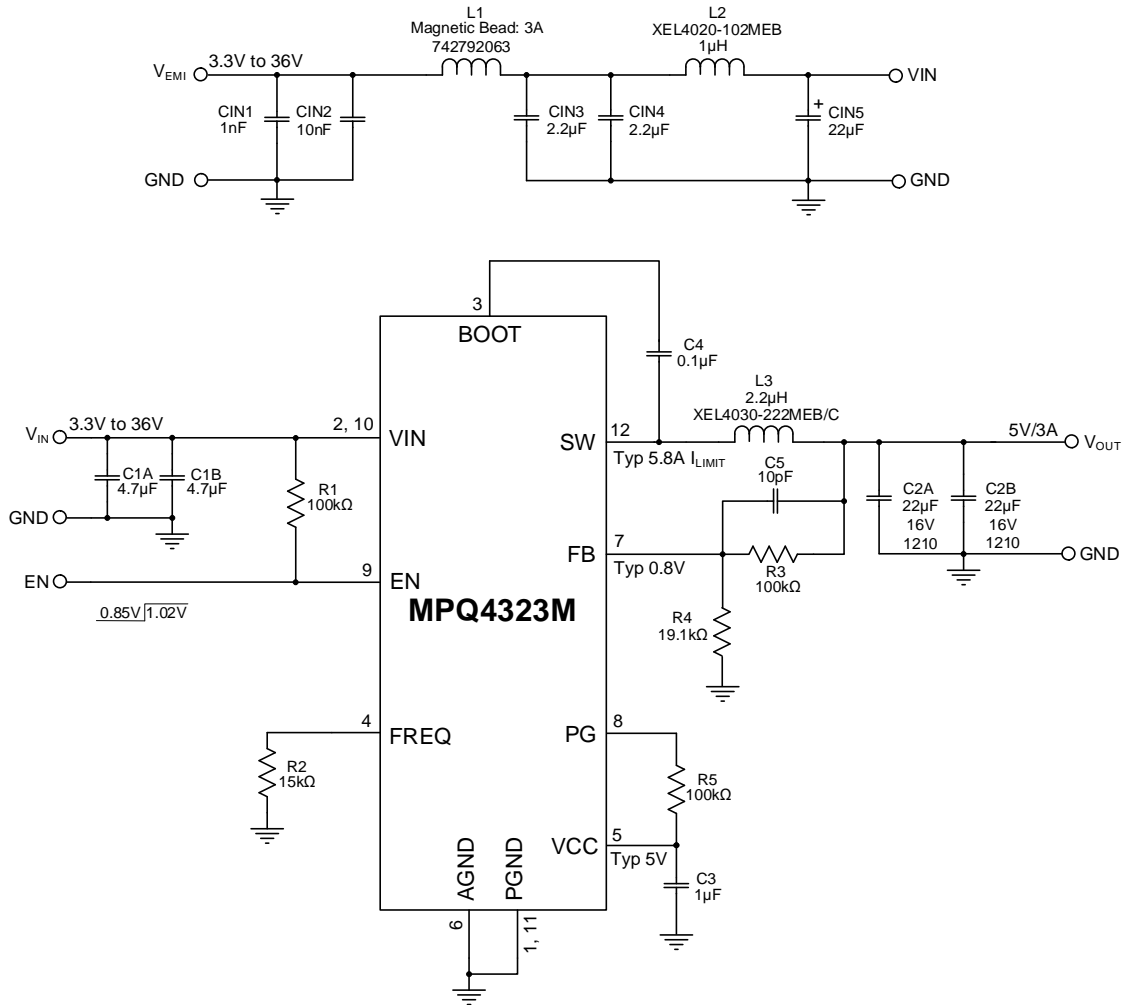 L1
Magnetic Bead: 3A
742792063
L2
XEL4020-102MEB
1µH
VEMI
3.3V to 36V
VIN
CIN1
1nF
CIN2
10nF
CIN3
2.2µF
CIN4
2.2µF
+
CIN5
22µF
GND
GND
3
BOOT
C4
0.1µF
L3
2.2µH
XEL4030-222MEB/C
VIN
3.3V to 36V
2, 10
VIN
SW
12
Typ 5.8A ILIMIT
5V/3A
VOUT
C1A
4.7µF
C1B
4.7µF
R1
100kΩ
C5
10pF
C2A
22µF
16V
1210
C2B
22µF
16V
1210
GND
FB
7
Typ 0.8V
R3
100kΩ
GND
EN
9
EN
0.85V
1.02V
MPQ4323M
R4
19.1kΩ
4
FREQ
PG
8
R2
15kΩ
R5
100kΩ
VCC
5
Typ 5V
AGND
PGND
C3
1µF
6
1, 11